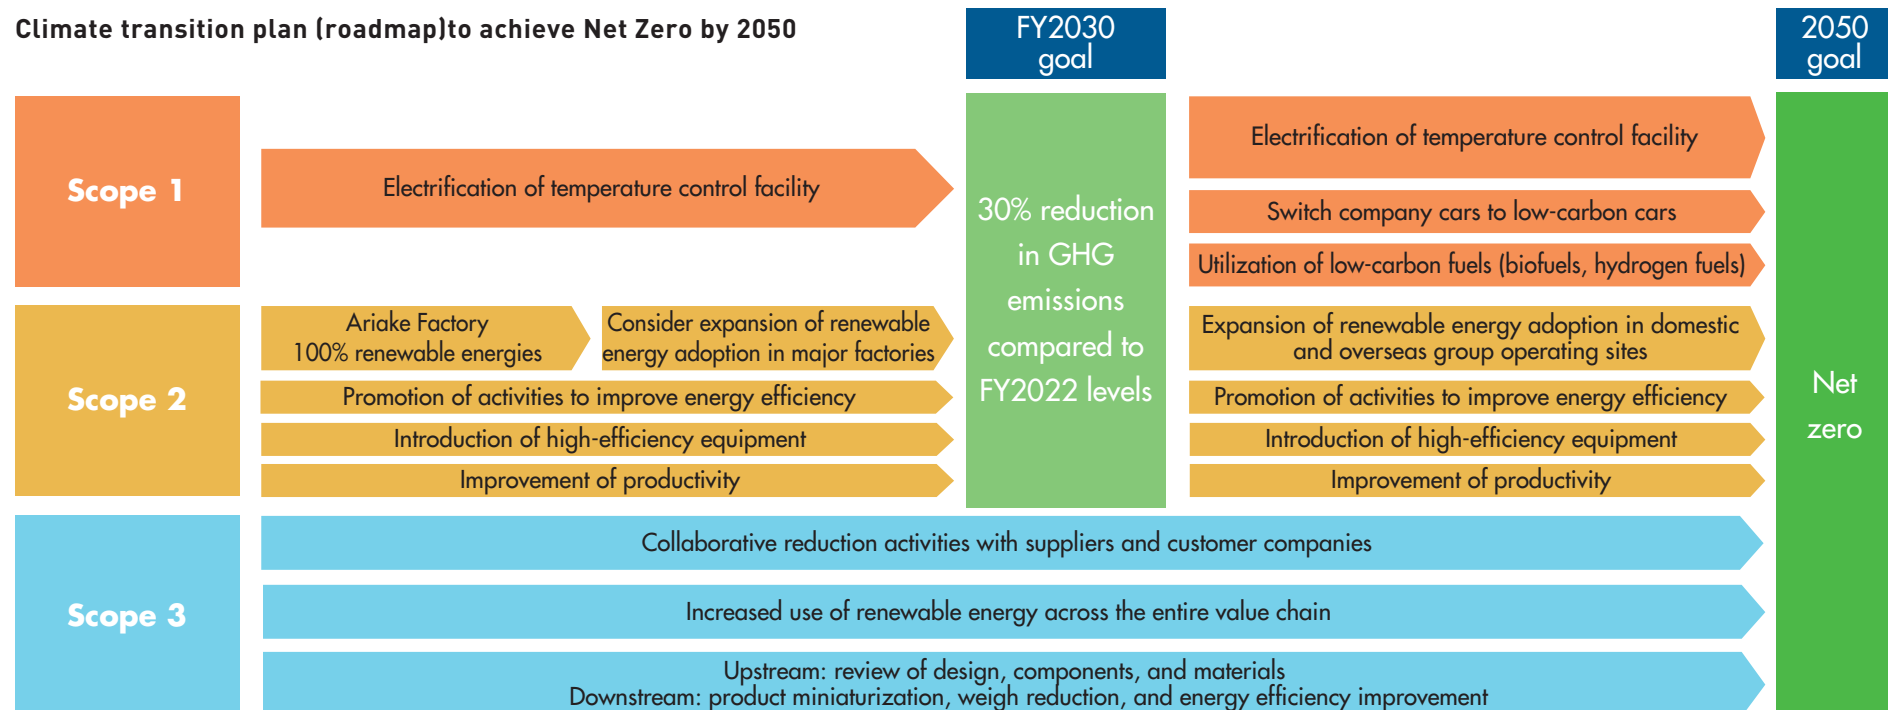 Climate transition plan (roadmap)to achieve Net Zero by 2050
FY2030
goal
2050
goal
Scope 1
Electrification of temperature control facility
30% reduction
in GHG
emissions
compared to
FY2022 levels
Electrification of temperature control facility
Switch company cars to low-carbon cars
Utilization of low-carbon fuels (biofuels, hydrogen fuels)
Net
zero
Scope 2
Ariake Factory
100% renewable energies
Consider expansion of renewable
energy adoption in major factories
Promotion of activities to improve energy efficiency
Introduction of high-efficiency equipment
Improvement of productivity
Expansion of renewable energy adoption in domestic
and overseas group operating sites
Promotion of activities to improve energy efficiency
Introduction of high-efficiency equipment
Improvement of productivity
Scope 3
Collaborative reduction activities with suppliers and customer companies
Increased use of renewable energy across the entire value chain
Upstream: review of design, components, and materials
Downstream: product miniaturization, weigh reduction, and energy efficiency improvement